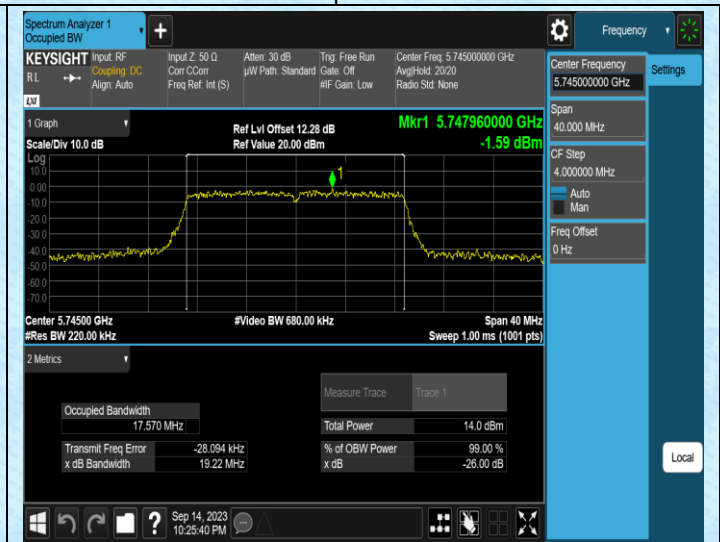 Spectrum Analyzer 1
Occupied BW
Frequency
KEYSIGHT
R L
LXI
Input: RF
Coupling: DC
Align: Auto
Input Z: 50 Ω
Corr CCorr
Freq Ref: Int (S)
Atten: 30 dB
µW Path: Standard
Trig: Free Run
Gate: Off
#IF Gain: Low
Center Freq: 5.745000000 GHz
Avg|Hold: 20/20
Radio Std: None
Center Frequency
5.745000000 GHz
Settings
Span
40.000 MHz
CF Step
4.000000 MHz
Auto
Man
Freq Offset
0 Hz
Local
1 Graph
Scale/Div 10.0 dB
Ref Lvl Offset 12.28 dB
Ref Value 20.00 dBm
Mkr1 5.747960000 GHz
-1.59 dBm
Log
10.0
0.00
-10.0
-20.0
-30.0
-40.0
-50.0
-60.0
-70.0
1
Center 5.74500 GHz
#Res BW 220.00 kHz
#Video BW 680.00 kHz
Span 40 MHz
Sweep 1.00 ms (1001 pts)
2 Metrics
Measure Trace
Trace 1
Occupied Bandwidth
17.570 MHz
Total Power
14.0 dBm
Transmit Freq Error
-28.094 kHz
% of OBW Power
99.00 %
x dB Bandwidth
19.22 MHz
x dB
-26.00 dB
?
Sep 14, 2023
10:25:40 PM